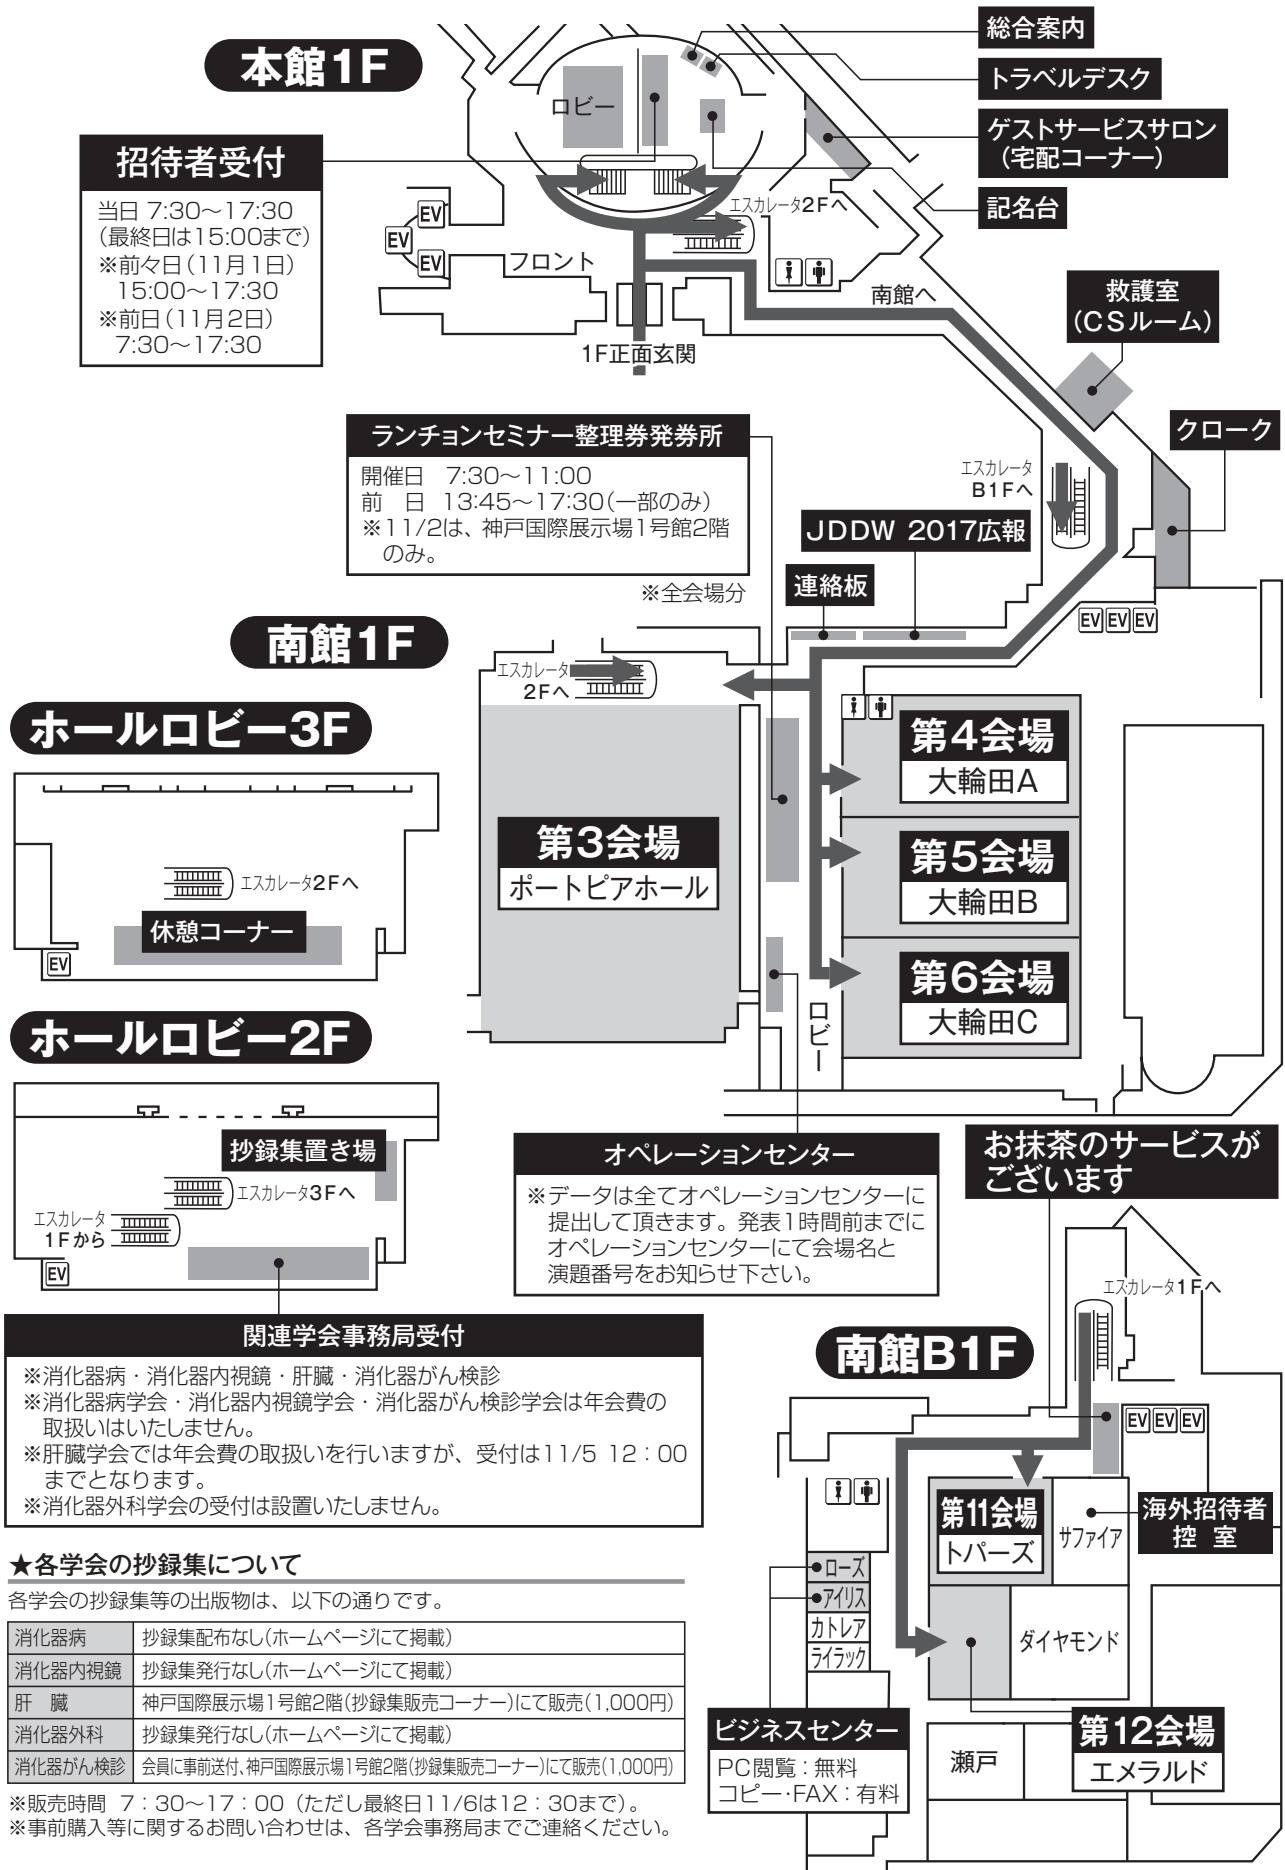 本館1F
総合案内
トラベルデスク
ゲストサービスサロン
(宅配コーナー)
記名台
ロビー
招待者受付
当日 7:30〜17:30
(最終日は15:00まで)
※前々日(11月1日)
15:00〜17:30
※前日(11月2日)
7:30〜17:30
エスカレータ2Fへ
EV
EV
EV
フロント
南館へ
1F正面玄関
救護室
(CSルーム)
クローク
ランチョンセミナー整理券発券所
開催日 7:30〜11:00
前 日 13:45〜17:30(一部のみ)
※11/2は、神戸国際展示場1号館2階
のみ。
※全会場分
エスカレータ
B1Fへ
JDDW 2017広報
連絡板
EV EV EV
南館1F
エスカレータ
2Fへ
第3会場
ポートピアホール
第4会場
大輪田A
第5会場
大輪田B
第6会場
大輪田C
ロビー
ホールロビー3F
エスカレータ2Fへ
休憩コーナー
EV
ホールロビー2F
抄録集置き場
エスカレータ3Fへ
エスカレータ
1Fから
EV
オペレーションセンター
※データは全てオペレーションセンターに
提出して頂きます。発表1時間前までに
オペレーションセンターにて会場名と
演題番号をお知らせ下さい。
お抹茶のサービスが
ございます
関連学会事務局受付
※消化器病・消化器内視鏡・肝臓・消化器がん検診
※消化器病学会・消化器内視鏡学会・消化器がん検診学会は年会費の
取扱いはいたしません。
※肝臓学会では年会費の取扱いを行いますが、受付は11/5 12:00
までとなります。
※消化器外科学会の受付は設置いたしません。
南館B1F
エスカレータ1Fへ
EV EV EV
第11会場
トパーズ
サファイア
海外招待者
控 室
ローズ
アイリス
カトレア
ライラック
ダイヤモンド
第12会場
エメラルド
瀬戸
ビジネスセンター
PC閲覧:無料
コピー・FAX:有料
★各学会の抄録集について
各学会の抄録集等の出版物は、以下の通りです。
消化器病 抄録集配布なし(ホームページにて掲載)
消化器内視鏡 抄録集発行なし(ホームページにて掲載)
肝 臓 神戸国際展示場1号館2階(抄録集販売コーナー)にて販売(1,000円)
消化器外科 抄録集発行なし(ホームページにて掲載)
消化器がん検診 会員に事前送付、神戸国際展示場1号館2階(抄録集販売コーナー)にて販売(1,000円)
※販売時間 7:30〜17:00(ただし最終日11/6は12:30まで)。
※事前購入等に関するお問い合わせは、各学会事務局までご連絡ください。